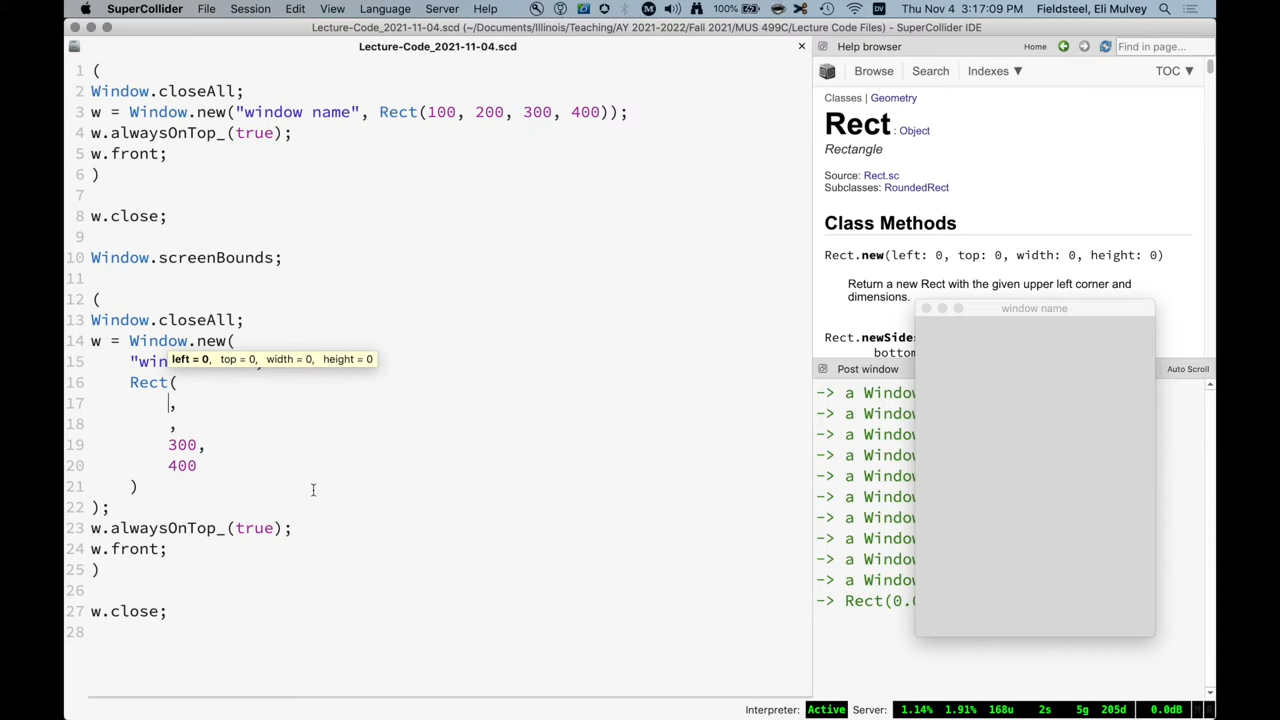 SuperCollider File Session Edit View Language Server Help 100% Thu Nov 4 3:17:09 PM Fieldsteel, Eli Mulvey
Lecture-Code_2021-11-04.scd (~/Documents/Illinois/Teaching/AY 2021-2022/Fall 2021/MUS 499C/Lecture Code Files) - SuperCollider IDE
Lecture-Code_2021-11-04.scd
1 (
2 Window.closeAll;
3 w = Window.new("window name", Rect(100, 200, 300, 400));
4 w.alwaysOnTop_(true);
5 w.front;
6 )
7
8 w.close;
9
10 Window.screenBounds;
11
12 (
13 Window.closeAll;
14 w = Window.new(
15 "win
left = 0, top = 0, width = 0, height = 0
16 Rect(
17 ,
18 ,
19 300,
20 400
21 )
22 );
23 w.alwaysOnTop_(true);
24 w.front;
25 )
26
27 w.close;
28
Help browser Home Find in page...
Browse Search Indexes ▼ TOC ▼
Classes | Geometry
Rect : Object
Rectangle
Source: Rect.sc
Subclasses: RoundedRect
Class Methods
Rect.new(left: 0, top: 0, width: 0, height: 0)
Return a new Rect with the given upper left corner and
dimensions.
Rect.newSide
bottom
window name
Post window Auto Scroll
-> a Window
-> a Window
-> a Window
-> a Window
-> a Window
-> a Window
-> a Window
-> a Window
-> a Window
-> a Window
-> Rect(0.0
Interpreter: Active Server: 1.14% 1.91% 168u 2s 5g 205d 0.0dB M R